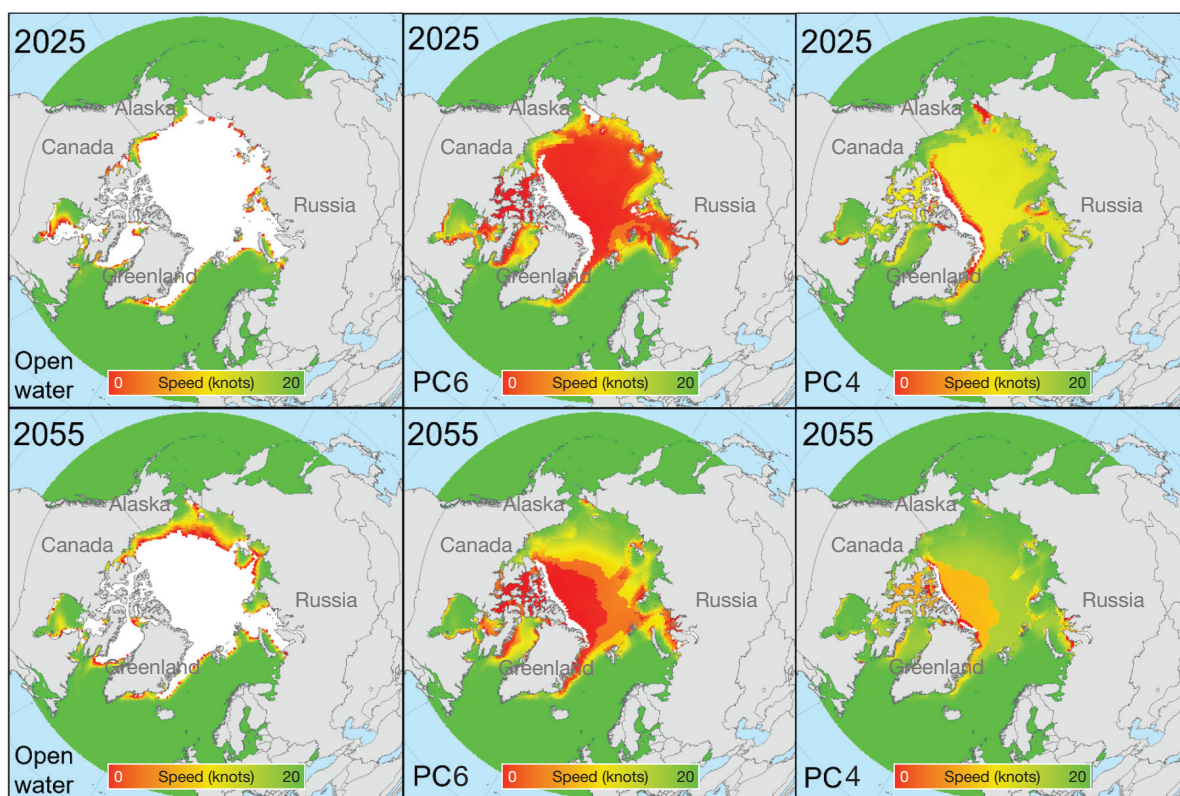 2025
Alaska
Canada
Russia
Greenland
Open
water
0 Speed (knots) 20
2025
Alaska
Canada
Russia
Greenland
PC6
0 Speed (knots) 20
2025
Alaska
Canada
Russia
Greenland
PC4
0 Speed (knots) 20
2055
Alaska
Canada
Russia
Greenland
Open
water
0 Speed (knots) 20
2055
Alaska
Canada
Russia
Greenland
PC6
0 Speed (knots) 20
2055
Alaska
Canada
Russia
Greenland
PC4
0 Speed (knots) 20